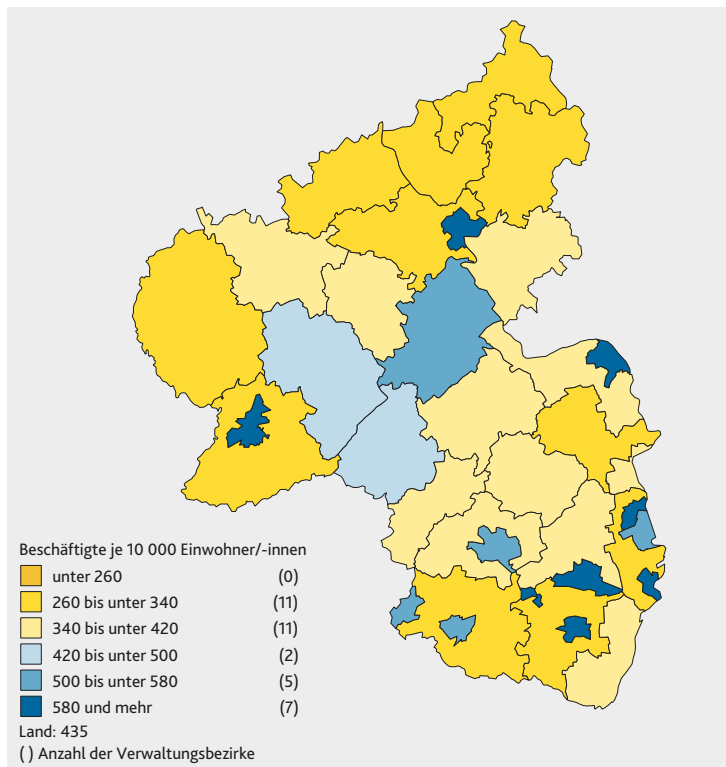 Beschäftigte je 10 000 Einwohner/-innen
unter 260 (0)
260 bis unter 340 (11)
340 bis unter 420 (11)
420 bis unter 500 (2)
500 bis unter 580 (5)
580 und mehr (7)
Land: 435
( ) Anzahl der Verwaltungsbezirke